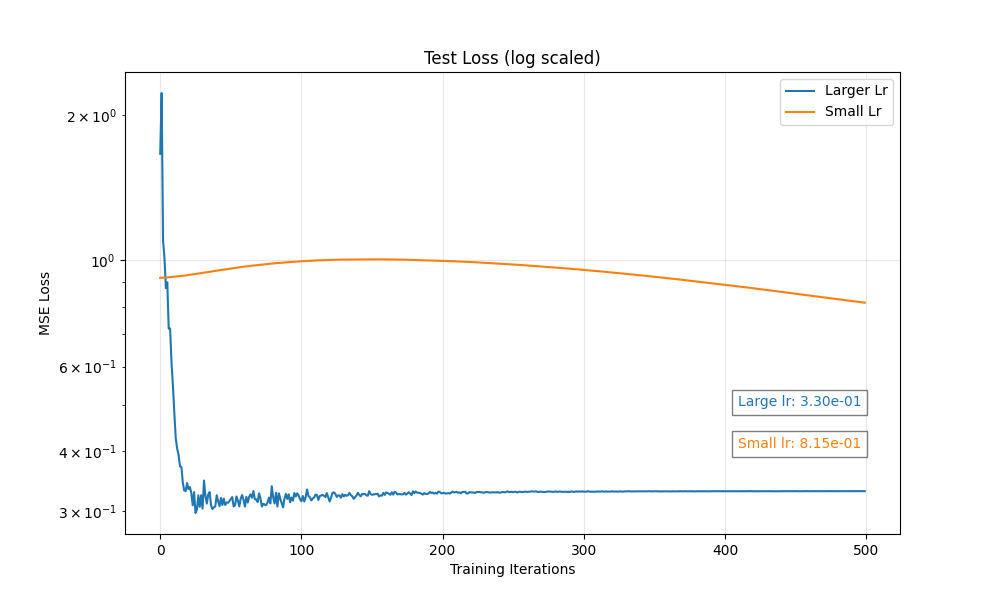 Test Loss (log scaled)
Larger Lr
Small Lr
2 × 10⁰
10⁰
6 × 10⁻¹
4 × 10⁻¹
3 × 10⁻¹
MSE Loss
Large lr: 3.30e-01
Small lr: 8.15e-01
0 100 200 300 400 500
Training Iterations